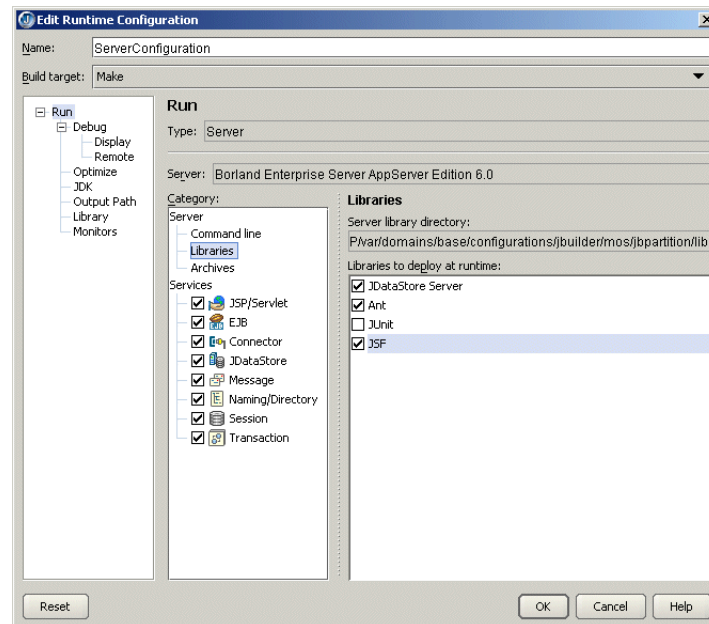 Edit Runtime Configuration
Name: ServerConfiguration
Build target: Make
Run
Debug
Display
Remote
Optimize
JDK
Output Path
Library
Monitors
Run
Type: Server
Server: Borland Enterprise Server AppServer Edition 6.0
Category:
Server
Command line
Libraries
Archives
Services
JSP/Servlet
EJB
Connector
JDataStore
Message
Naming/Directory
Session
Transaction
Libraries
Server library directory:
P/var/domains/base/configurations/jbuilder/mos/jbpartition/lib
Libraries to deploy at runtime:
JDataStore Server
Ant
JUnit
JSF
Reset
OK
Cancel
Help